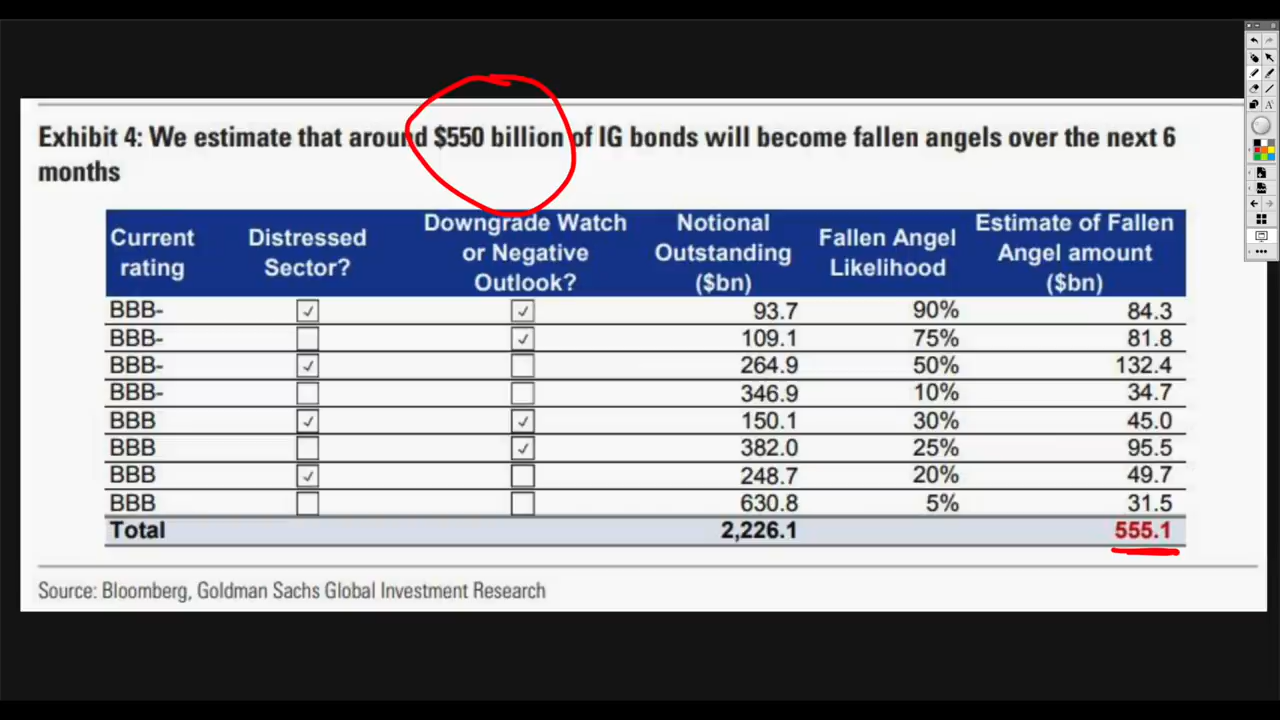 Exhibit 4: We estimate that around $550 billion of IG bonds will become fallen angels over the next 6
months
Current rating Distressed Sector? Downgrade Watch or Negative Outlook? Notional Outstanding ($bn) Fallen Angel Likelihood Estimate of Fallen Angel amount ($bn)
BBB- ✓ ✓ 93.7 90% 84.3
BBB- ✓ 109.1 75% 81.8
BBB- ✓ 264.9 50% 132.4
BBB- 346.9 10% 34.7
BBB ✓ ✓ 150.1 30% 45.0
BBB ✓ 382.0 25% 95.5
BBB ✓ 248.7 20% 49.7
BBB 630.8 5% 31.5
Total 2,226.1 555.1
Source: Bloomberg, Goldman Sachs Global Investment Research